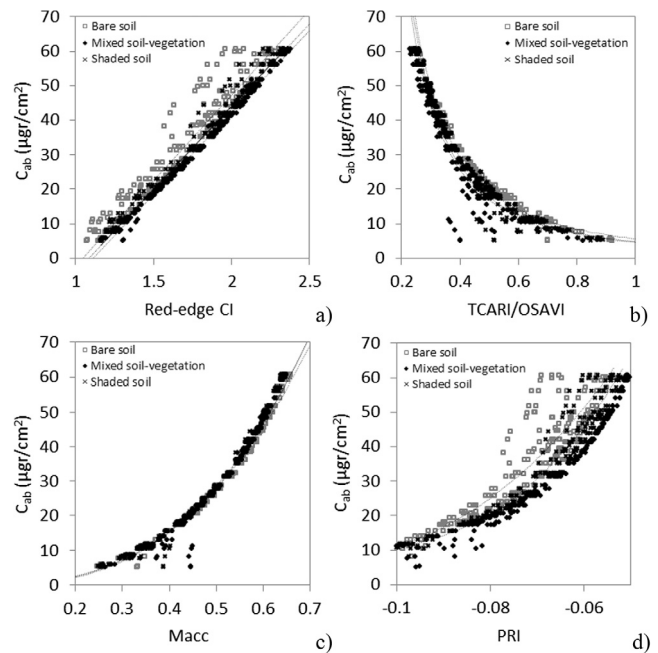 Bare soil
Mixed soil-vegetation
Shaded soil
Cab (µgr/cm2)
70
60
50
40
30
20
10
0
1 1.5 2 2.5
Red-edge CI
a)
Bare soil
Mixed soil-vegetation
Shaded soil
Cab (µgr/cm2)
70
60
50
40
30
20
10
0
0.2 0.4 0.6 0.8 1
TCARI/OSAVI
b)
Bare soil
Mixed soil-vegetation
Shaded soil
Cab (µgr/cm2)
70
60
50
40
30
20
10
0
0.2 0.3 0.4 0.5 0.6 0.7
Macc
c)
Bare soil
Mixed soil-vegetation
Shaded soil
Cab (µgr/cm2)
70
60
50
40
30
20
10
0
-0.1 -0.08 -0.06
PRI
d)